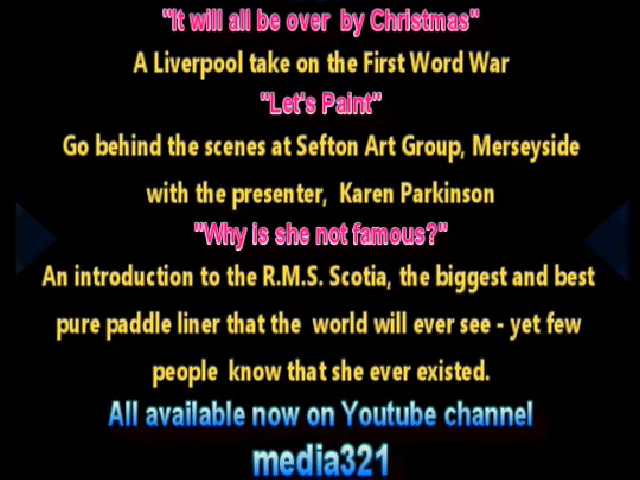 "It will all be over by Christmas"
A Liverpool take on the First Word War
"Let's Paint"
Go behind the scenes at Sefton Art Group, Merseyside
with the presenter, Karen Parkinson
"Why is she not famous?"
An introduction to the R.M.S. Scotia, the biggest and best
pure paddle liner that the world will ever see - yet few
people know that she ever existed.
All available now on Youtube channel
media321